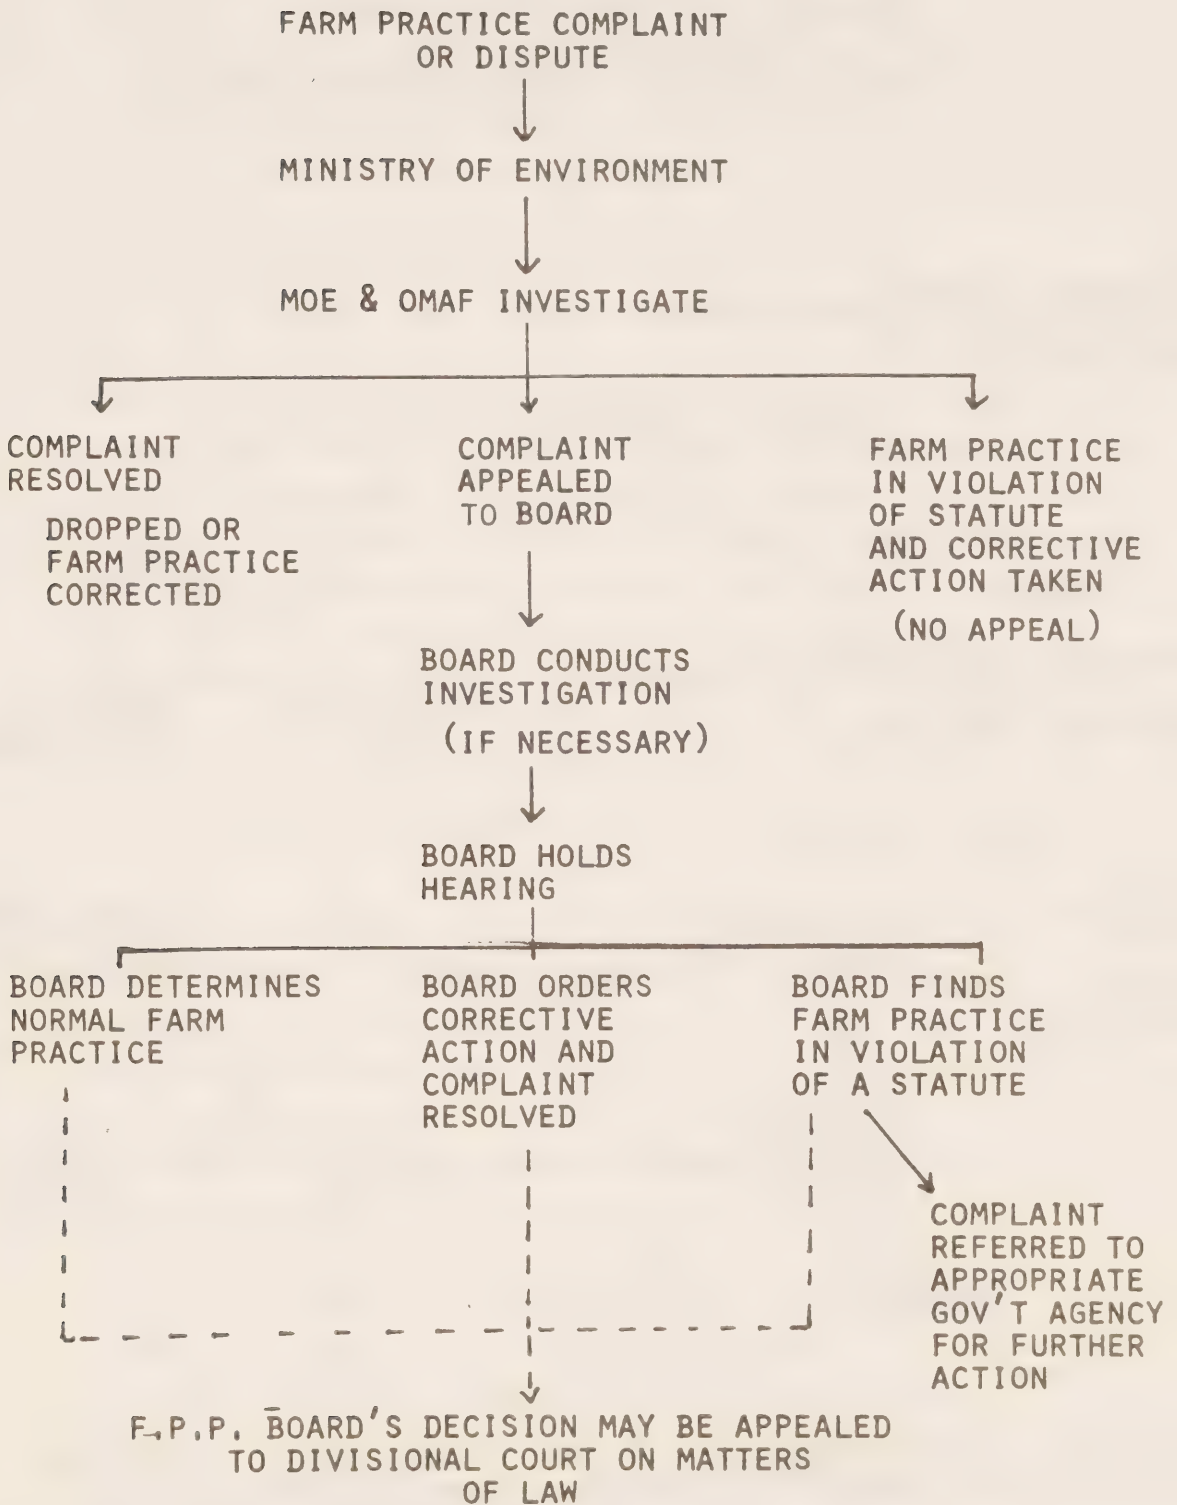 FARM PRACTICE COMPLAINT
OR DISPUTE
MINISTRY OF ENVIRONMENT
MOE & OMAF INVESTIGATE
COMPLAINT
RESOLVED
DROPPED OR
FARM PRACTICE
CORRECTED
COMPLAINT
APPEALED
TO BOARD
FARM PRACTICE
IN VIOLATION
OF STATUTE
AND CORRECTIVE
ACTION TAKEN
(NO APPEAL)
BOARD CONDUCTS
INVESTIGATION
(IF NECESSARY)
BOARD HOLDS
HEARING
BOARD DETERMINES
NORMAL FARM
PRACTICE
BOARD ORDERS
CORRECTIVE
ACTION AND
COMPLAINT
RESOLVED
BOARD FINDS
FARM PRACTICE
IN VIOLATION
OF A STATUTE
COMPLAINT
REFERRED TO
APPROPRIATE
GOV'T AGENCY
FOR FURTHER
ACTION
F.P.P. BOARD'S DECISION MAY BE APPEALED
TO DIVISIONAL COURT ON MATTERS
OF LAW